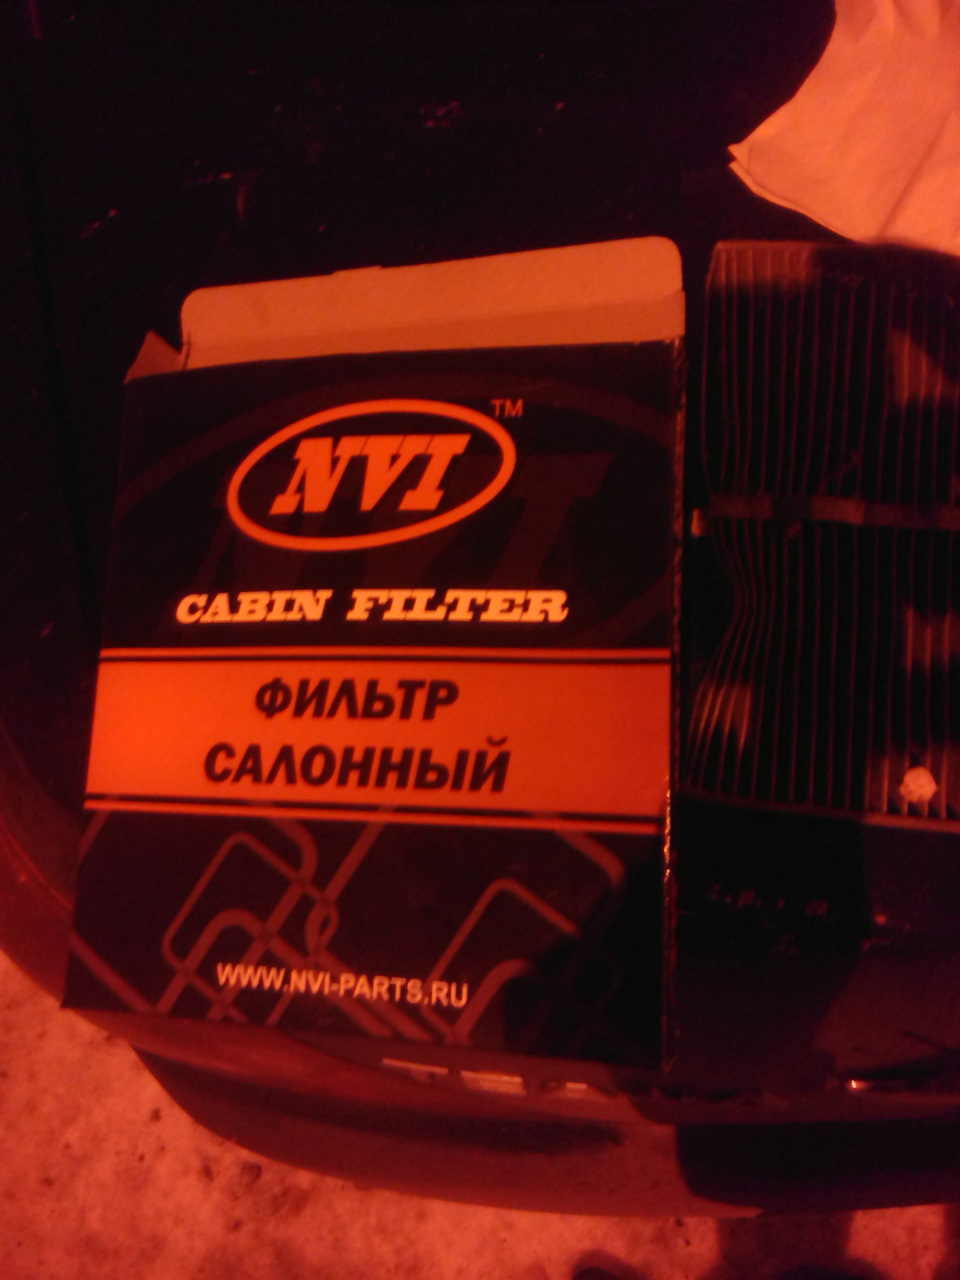 NVI TM
CABIN FILTER
ФИЛЬТР
САЛОННЫЙ
WWW.NVI-PARTS.RU